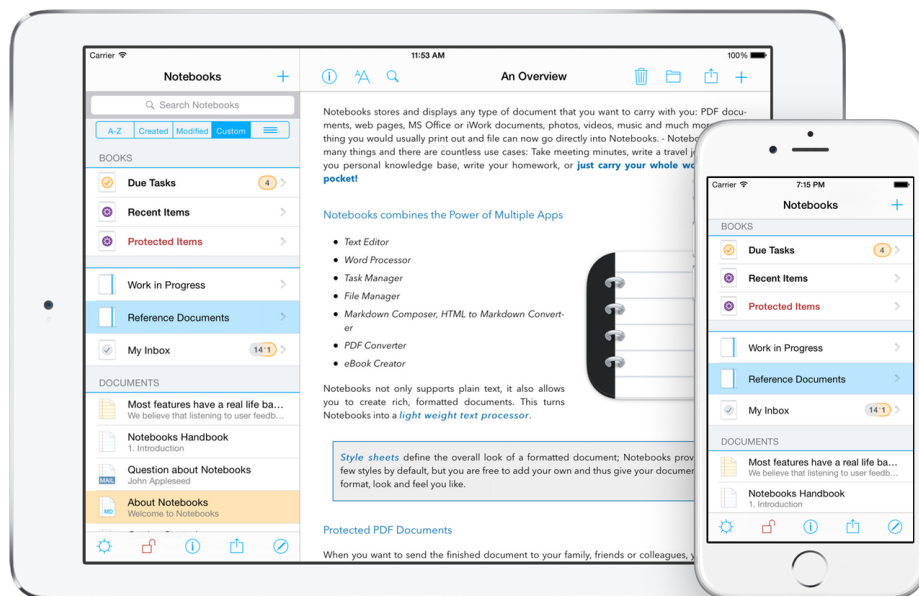 Carrier
11:53 AM
100%
Notebooks +
An Overview
Search Notebooks
A-Z Created Modified Custom
BOOKS
Due Tasks 4
Recent Items
Protected Items
Work in Progress
Reference Documents
My Inbox 14·1
DOCUMENTS
Most features have a real life ba...
We believe that listening to user feedb...
Notebooks Handbook
1. Introduction
Question about Notebooks
John Appleseed
MAIL
About Notebooks
Welcome to Notebooks
.MD
Notebooks stores and displays any type of document that you want to carry with you: PDF docu-
ments, web pages, MS Office or iWork documents, photos, videos, music and much mor
thing you would usually print out and file can now go directly into Notebooks. - Notebo
many things and there are countless use cases: Take meeting minutes, write a travel j
you personal knowledge base, write your homework, or just carry your whole wo
pocket!
Notebooks combines the Power of Multiple Apps
• Text Editor
• Word Processor
• Task Manager
• File Manager
• Markdown Composer, HTML to Markdown Convert-
er
• PDF Converter
• eBook Creator
Notebooks not only supports plain text, it also allows
you to create rich, formatted documents. This turns
Notebooks into a light weight text processor.
Style sheets define the overall look of a formatted document; Notebooks prov
few styles by default, but you are free to add your own and thus give your documen
format, look and feel you like.
Protected PDF Documents
When you want to send the finished document to your family, friends or colleagues, y
Carrier
7:15 PM
Notebooks +
BOOKS
Due Tasks 4
Recent Items
Protected Items
Work in Progress
Reference Documents
My Inbox 14·1
DOCUMENTS
Most features have a real life ba...
We believe that listening to user feedb...
Notebooks Handbook
1. Introduction